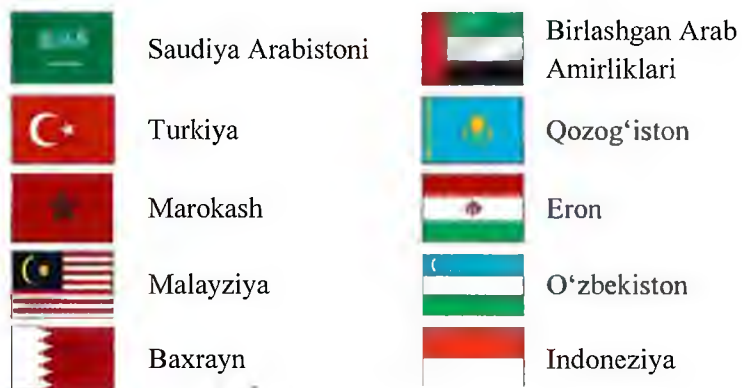 Saudiya Arabistoni
Turkiya
Marokash
Malayziya
Baxrayn
Birlashgan Arab
Amirliklari
Qozog‘iston
Eron
O‘zbekiston
Indoneziya